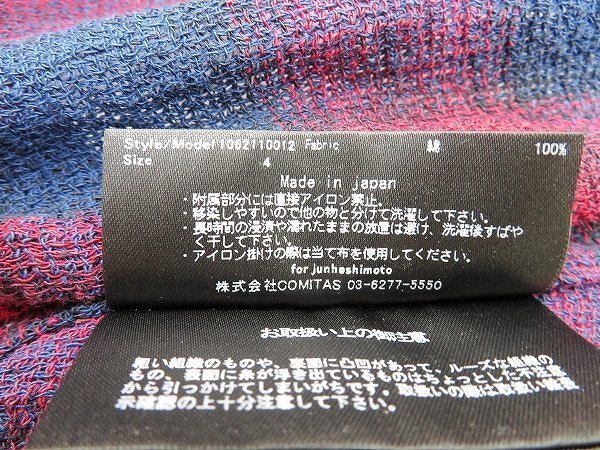 Style/Model 1062110012 Fabric 綿 100%
Size 4
Made in japan
・附属部分には直接アイロン禁止。
・移染しやすいので他の物と分けて洗濯して下さい。
長時間の浸漬や濡れたままの放置は避け、洗濯後すばや
く干して下さい。
・アイロン掛けの際は当て布を使用してください。
for junhashimoto
株式会社COMITAS 03-6277-5550
お取扱い上の御注意
粗い組織のものや、表面に凸凹があって、ルーズな組織の
もの、表面に糸が浮き出ているものはちょっとした不注意
から引っかけてしまいがちです。取扱いの際は取扱い絵表
示確認の上十分注意して下さい。